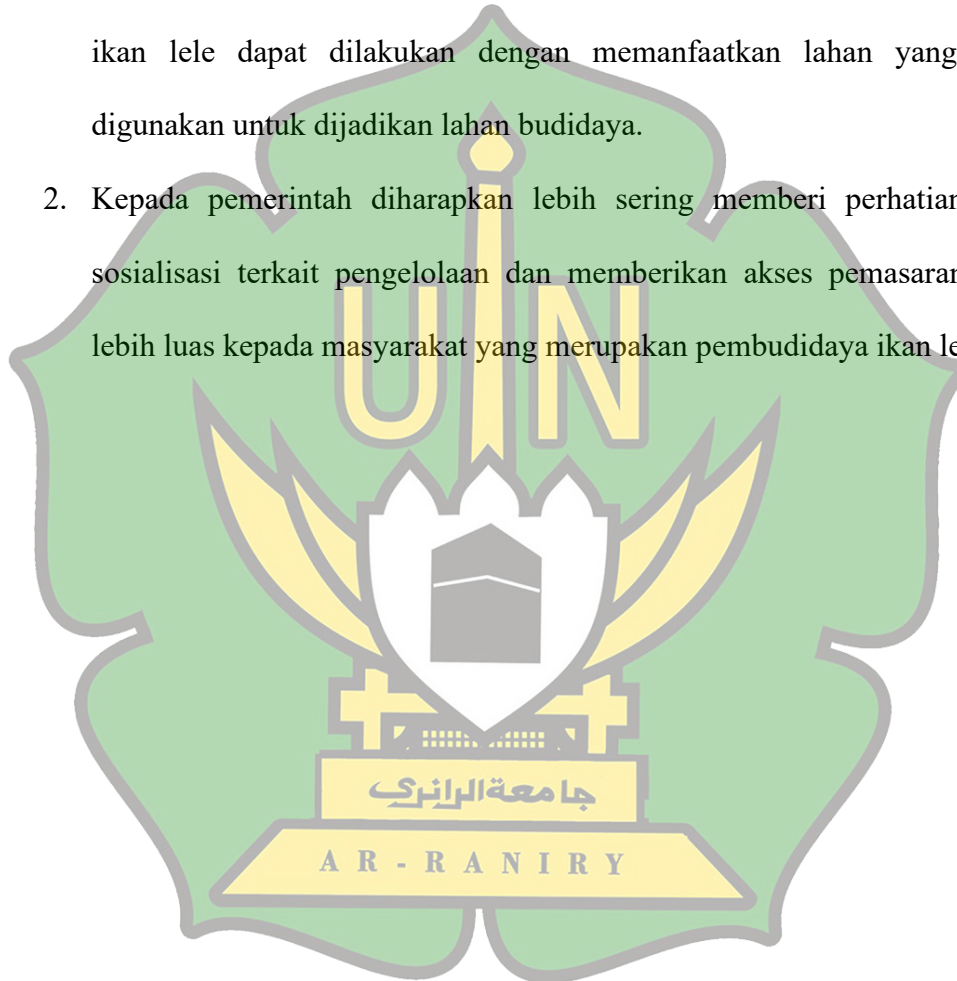 ikan lele dapat dilakukan dengan memanfaatkan lahan yang
digunakan untuk dijadikan lahan budidaya.
2. Kepada pemerintah diharapkan lebih sering memberi perhatian
sosialisasi terkait pengelolaan dan memberikan akses pemasaran
lebih luas kepada masyarakat yang merupakan pembudidaya ikan le
UIN
جامعة الرانري
AR-RANIRY